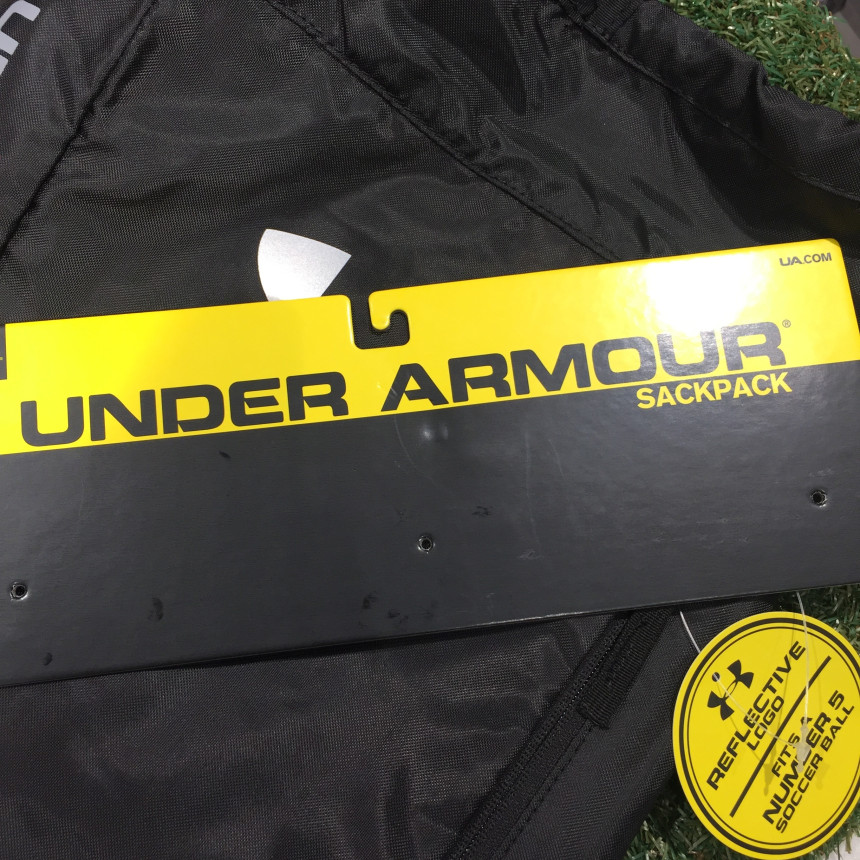 UA.COM
UNDER ARMOUR®
SACKPACK
REFLECTIVE
LOGO
FITS A
NUMBER 5
SOCCER BALL